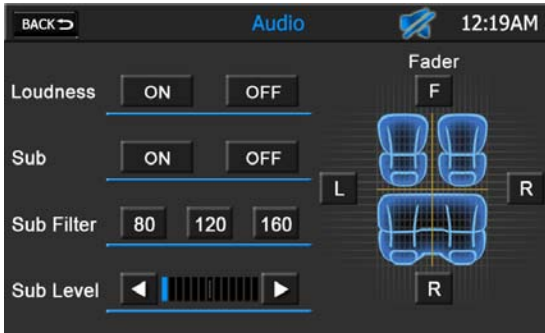 BACK Audio 12:19AM
Fader
F
Loudness ON OFF
Sub ON OFF
L R
Sub Filter 80 120 160
Sub Level R